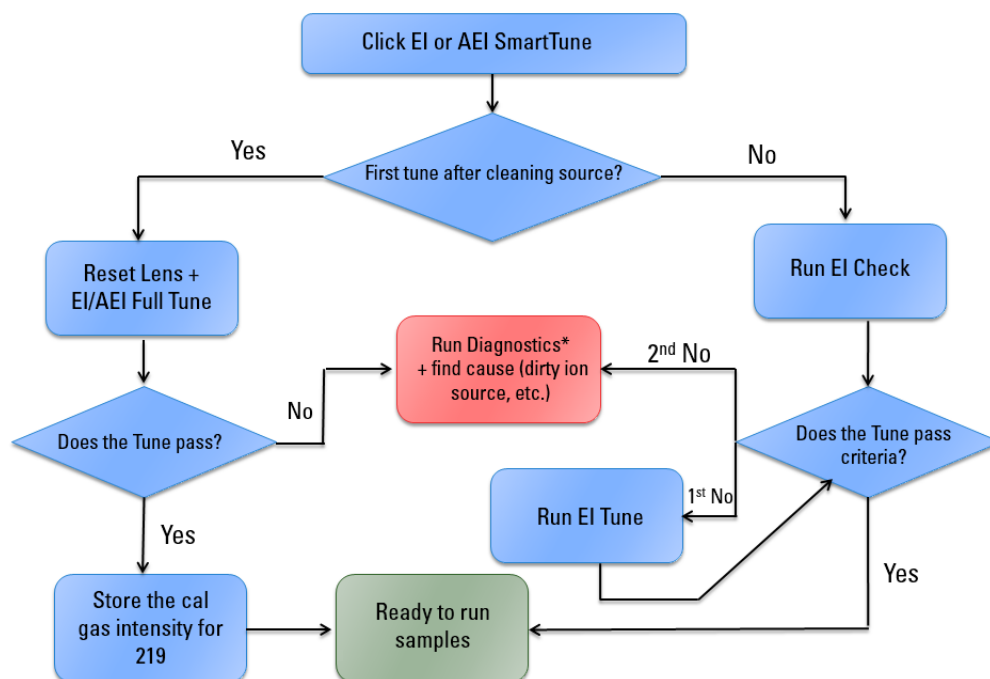 Click EI or AEI SmartTune
Yes
No
First tune after cleaning source?
Reset Lens +
EI/AEI Full Tune
Run EI Check
Run Diagnostics*
+ find cause (dirty ion
source, etc.)
2nd No
No
Does the Tune pass?
Does the Tune pass
criteria?
1st No
Run EI Tune
Yes
Yes
Store the cal
gas intensity for
219
Ready to run
samples